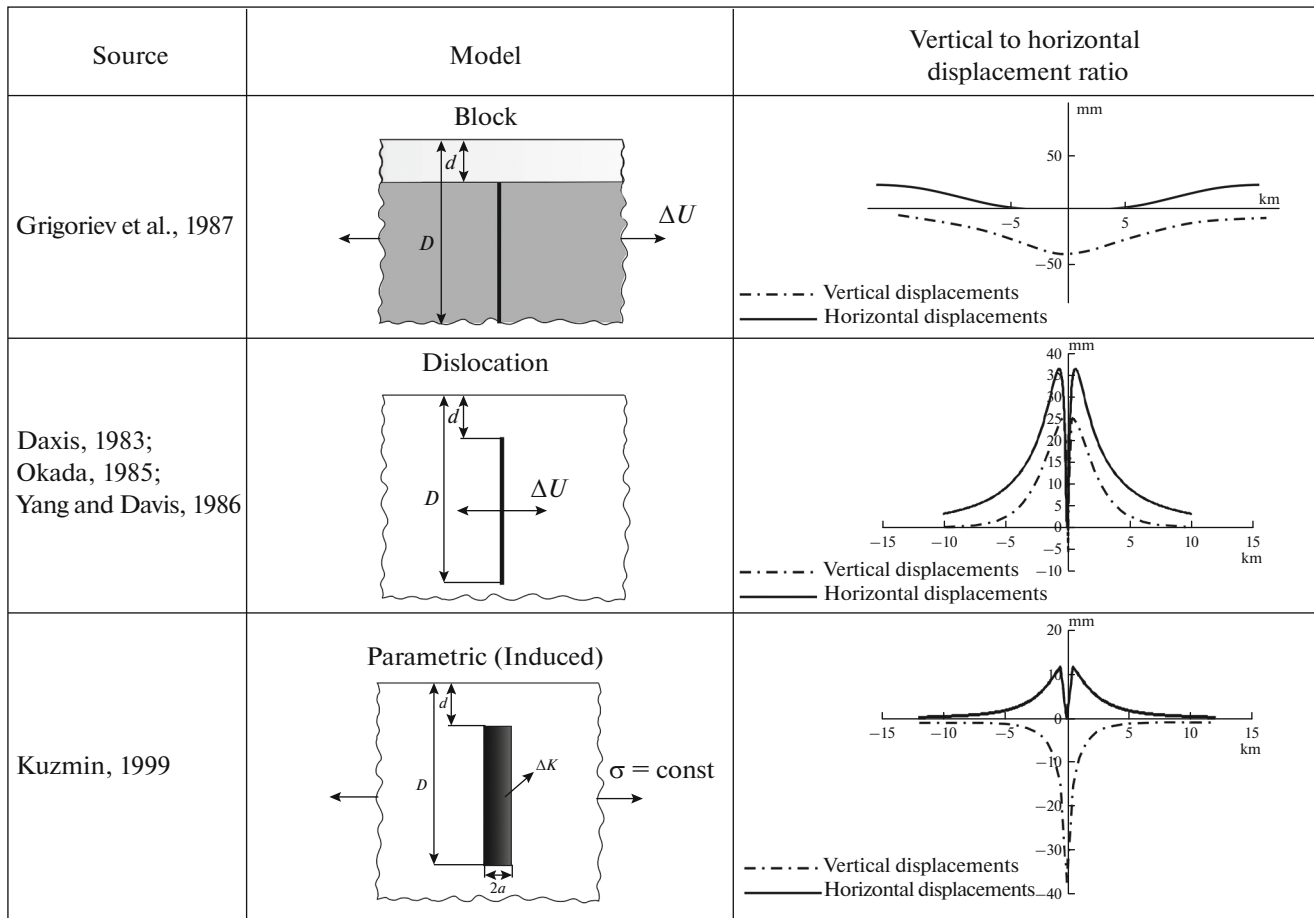 Source
Model
Vertical to horizontal
displacement ratio
Grigoriev et al., 1987
Block
d
D
ΔU
mm
50
km
−5
5
−50
Vertical displacements
Horizontal displacements
Daxis, 1983;
Okada, 1985;
Yang and Davis, 1986
Dislocation
d
D
ΔU
mm
40
35
30
25
20
15
10
5
0
−15
−10
−5
5
10
15
−5
km
−10
Vertical displacements
Horizontal displacements
Kuzmin, 1999
Parametric (Induced)
d
D
ΔK
σ = const
2a
mm
20
10
0
−15
−10
−5
5
10
15
km
−10
−20
−30
−40
Vertical displacements
Horizontal displacements